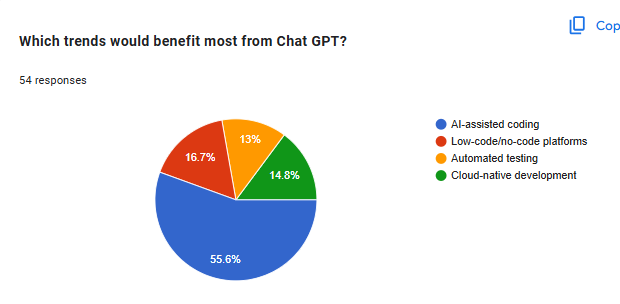 Cop
Which trends would benefit most from Chat GPT?
54 responses
AI-assisted coding
Low-code/no-code platforms
Automated testing
Cloud-native development
13%
16.7%
14.8%
55.6%